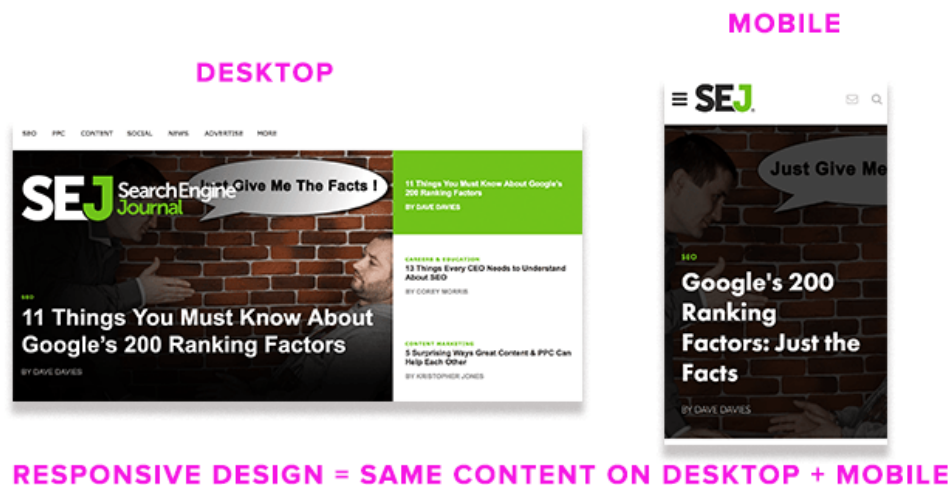 MOBILE
DESKTOP
SEO PPC CONTENT SOCIAL NEWS ADVERTISE MORE
SEJ Search Engine
Journal
Just Give Me The Facts !
SEO
11 Things You Must Know About
Google's 200 Ranking Factors
BY DAVE DAVIES
11 Things You Must Know About Google's
200 Ranking Factors
BY DAVE DAVIES
CAREERS & EDUCATION
13 Things Every CEO Needs to Understand
About SEO
BY COREY MORRIS
CONTENT MARKETING
5 Surprising Ways Great Content & PPC Can
Help Each Other
BY KRISTOPHER JONES
SEJ
Just Give Me
SEO
Google's 200
Ranking
Factors: Just the
Facts
BY DAVE DAVIES
RESPONSIVE DESIGN = SAME CONTENT ON DESKTOP + MOBILE